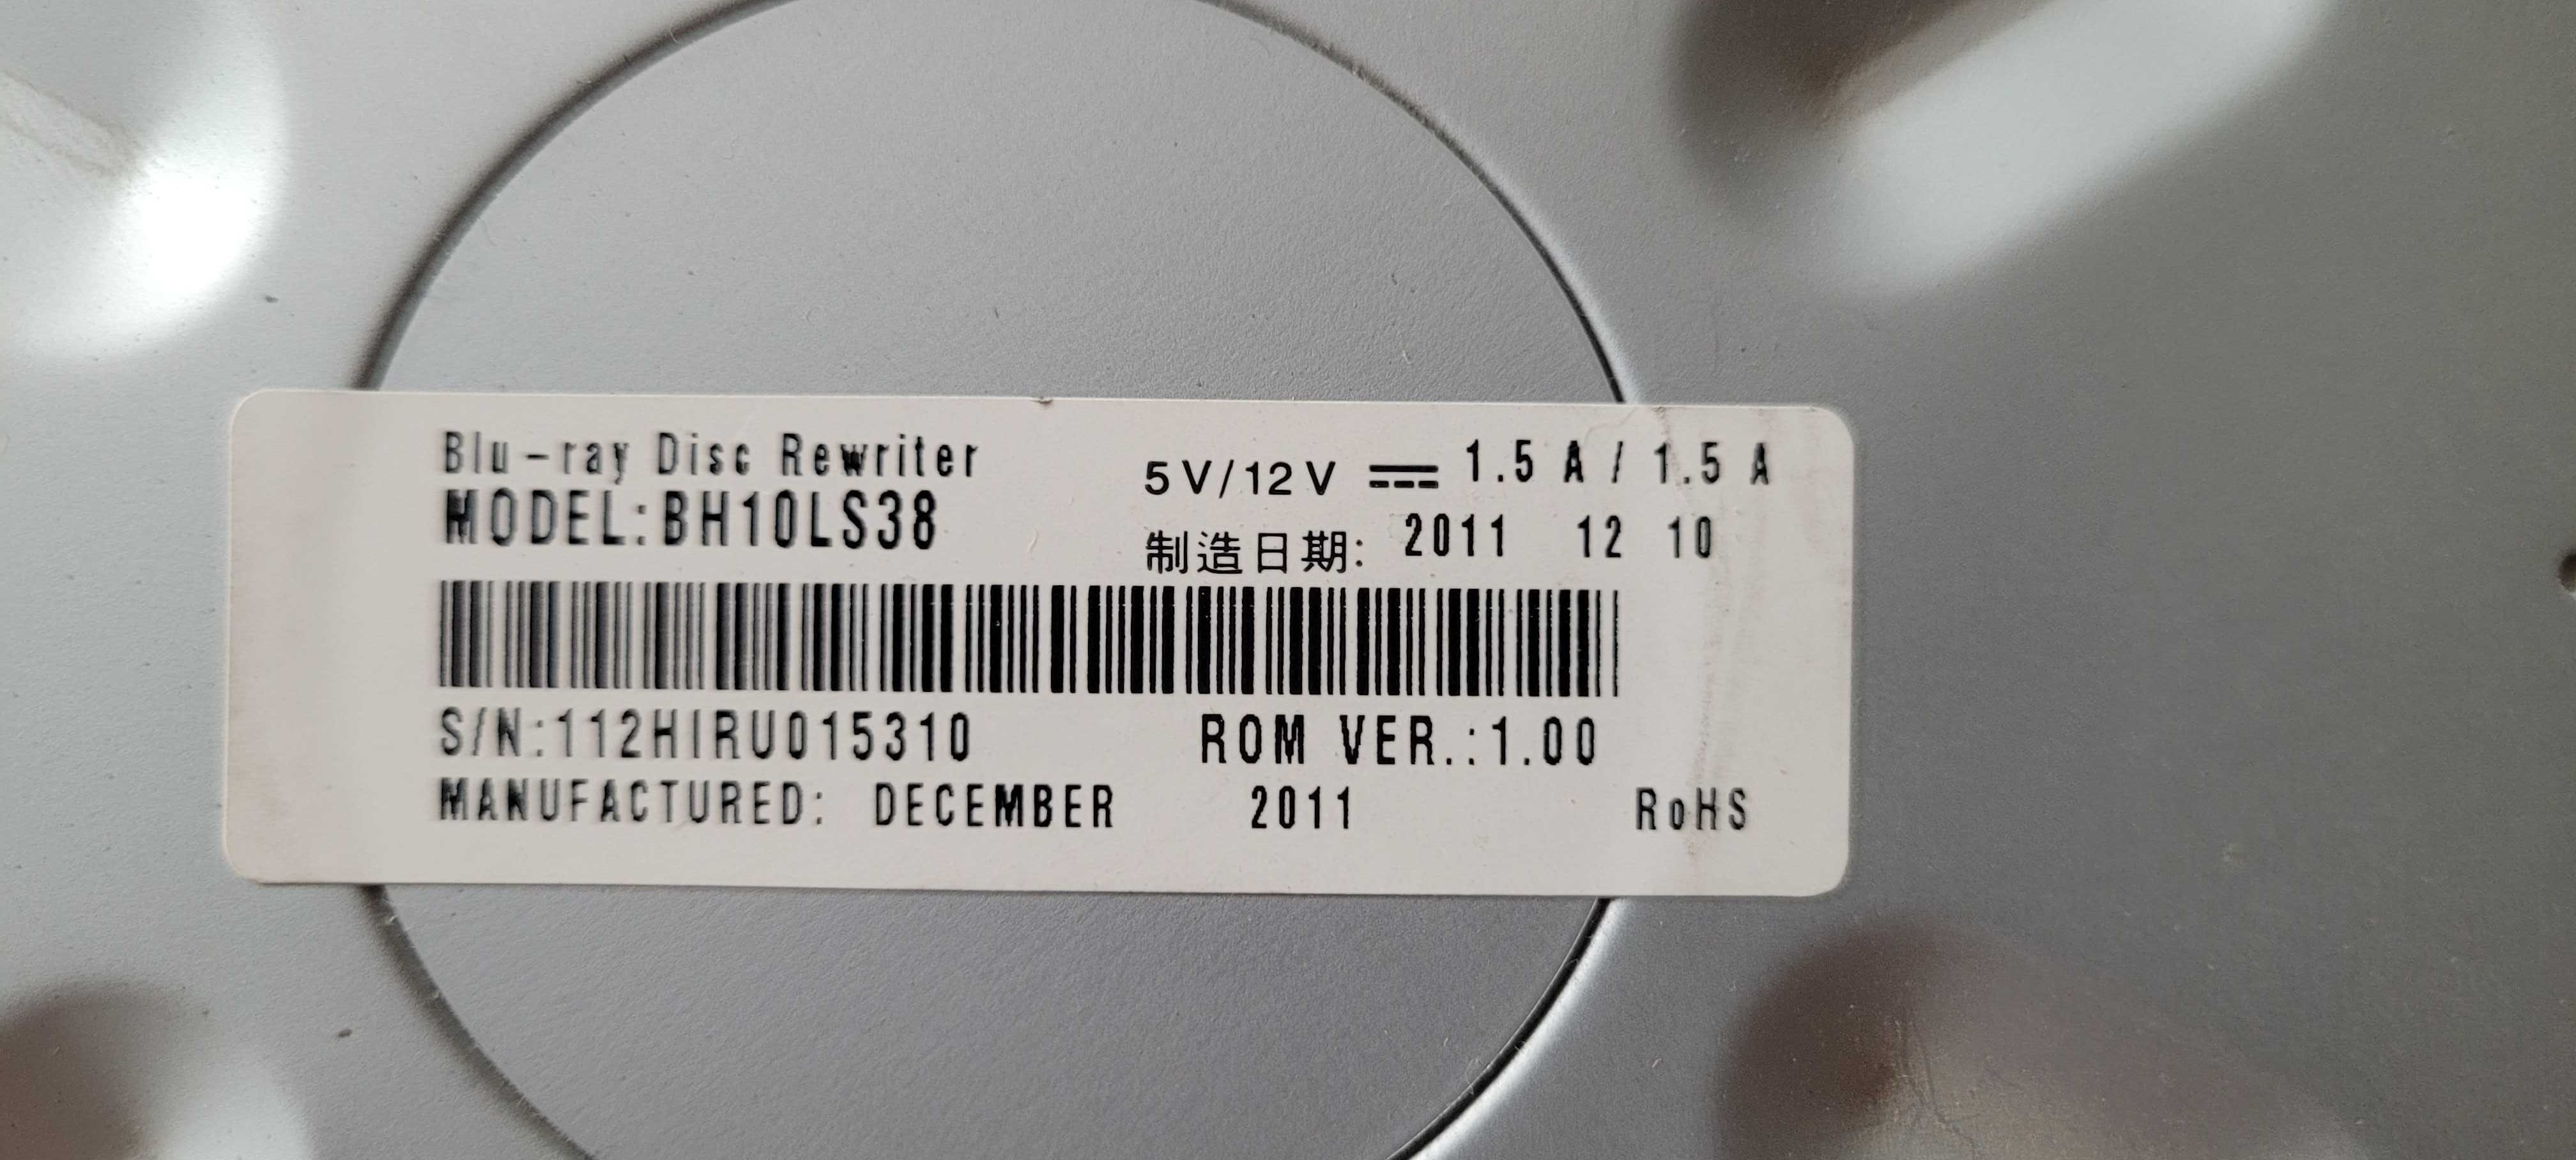 Blu-ray Disc Rewriter
MODEL:BH10LS38
5V/12V ⎓ 1.5 A / 1.5 A
制造日期: 2011 12 10
S/N:112HIRU015310
ROM VER.:1.00
MANUFACTURED: DECEMBER 2011
RoHS